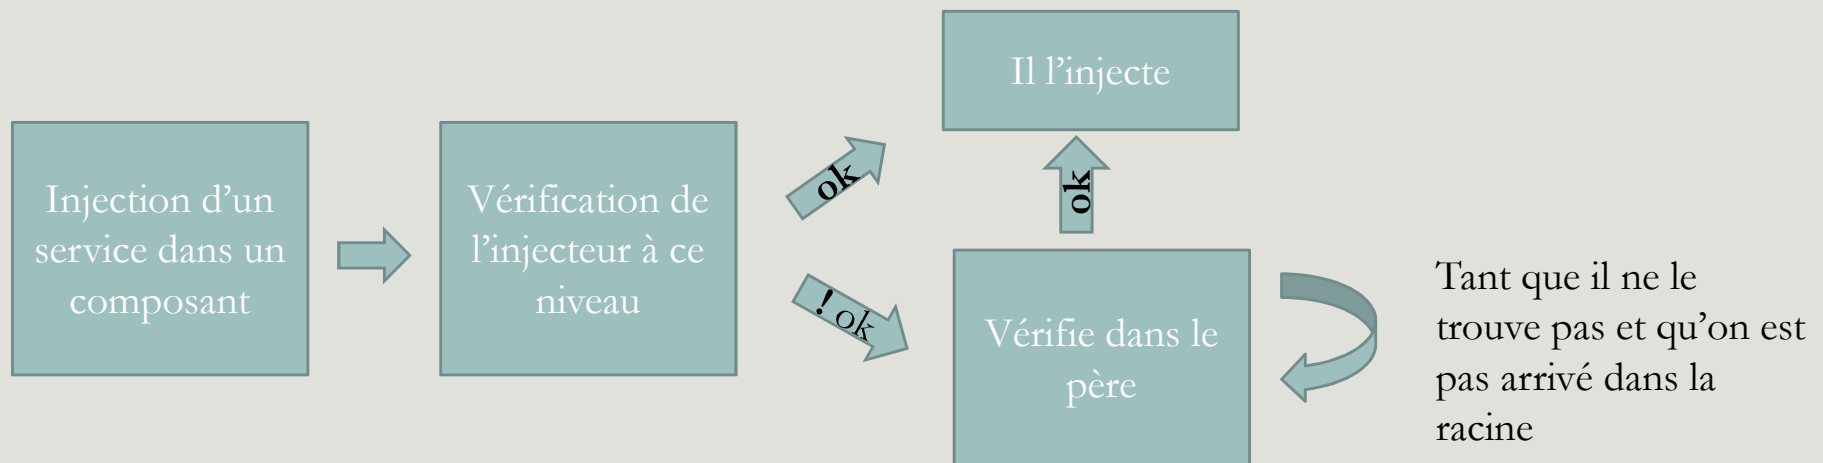 Injection d’un
service dans un
composant
Vérification de
l’injecteur à ce
niveau
ok
! ok
Il l’injecte
ok
Vérifie dans le
père
Tant que il ne le
trouve pas et qu’on est
pas arrivé dans la
racine